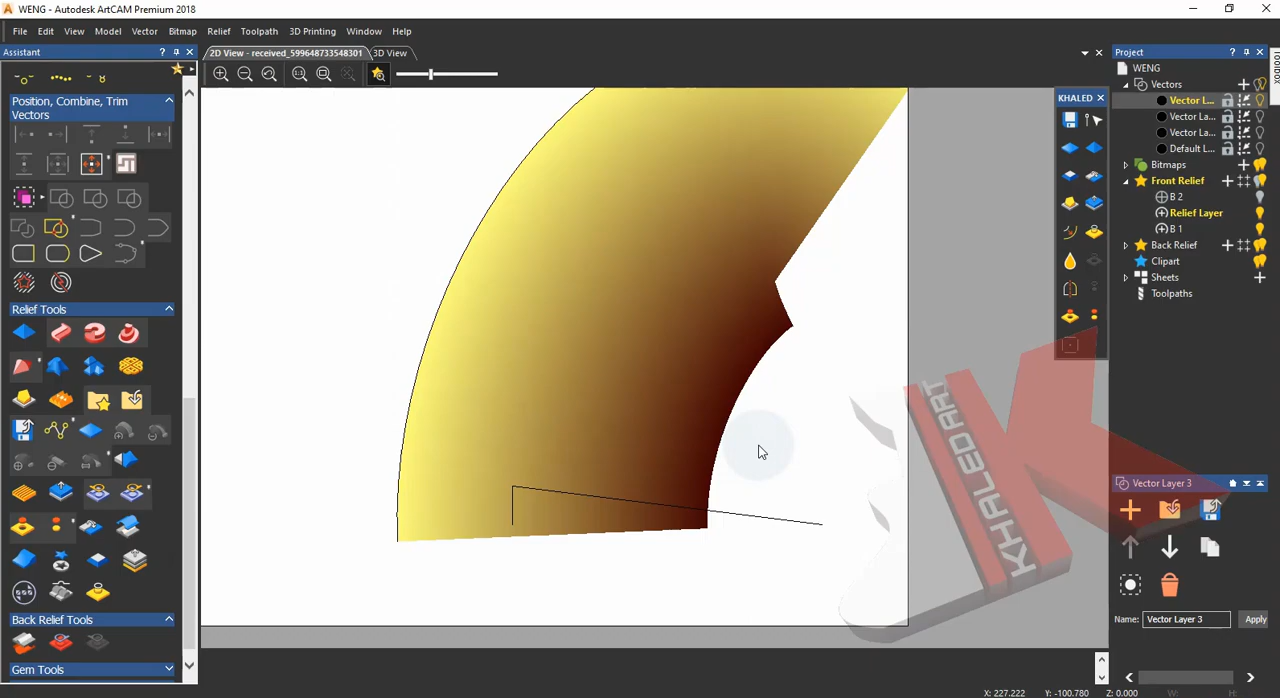 WENG - Autodesk ArtCAM Premium 2018
File Edit View Model Vector Bitmap Relief Toolpath 3D Printing Window Help
Assistant
2D View - received_599648733548301
3D View
Project
Toolbox
WENG
Vectors
Vector L...
Vector La...
Vector La...
Default L...
Bitmaps
Front Relief
B 2
Relief Layer
B 1
Back Relief
Clipart
Sheets
Toolpaths
KHALED
Position, Combine, Trim
Vectors
Relief Tools
Back Relief Tools
Gem Tools
KHALED ART
Vector Layer 3
Name: Vector Layer 3 Apply
X: 227.222 Y: -100.780 Z: 0.000 W: H: